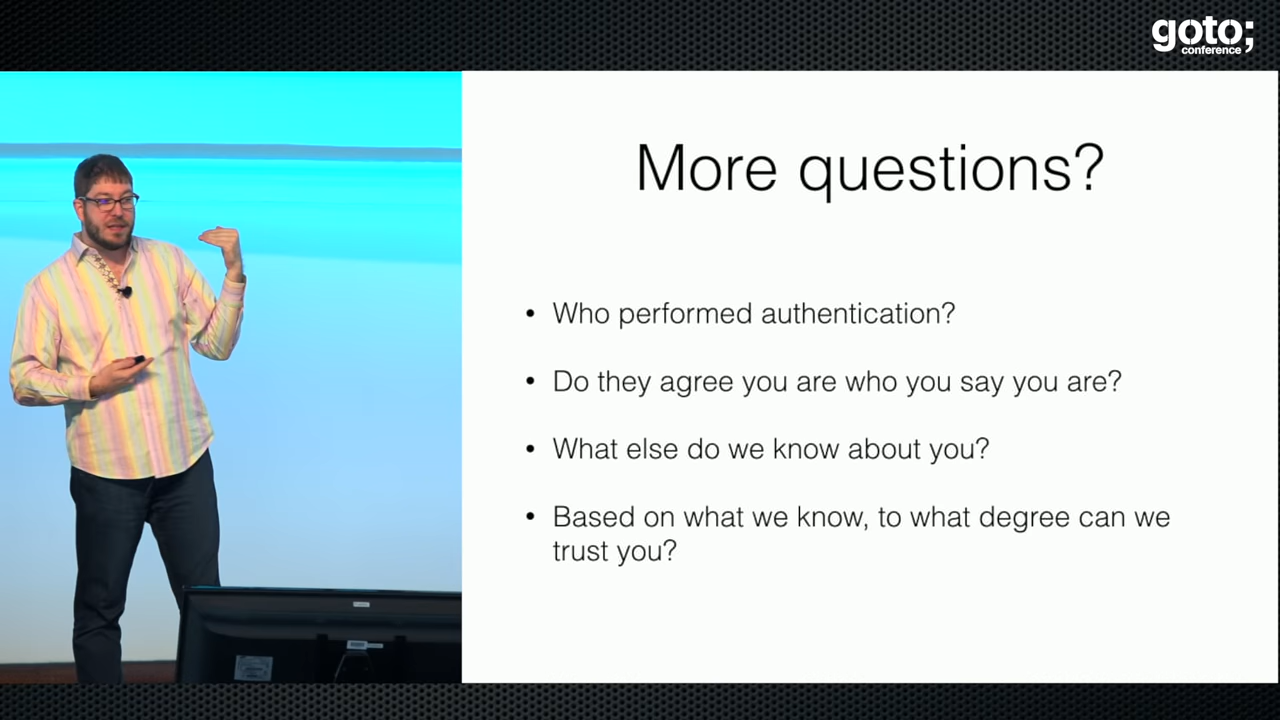 goto;
conference
More questions?
• Who performed authentication?
• Do they agree you are who you say you are?
• What else do we know about you?
• Based on what we know, to what degree can we
trust you?